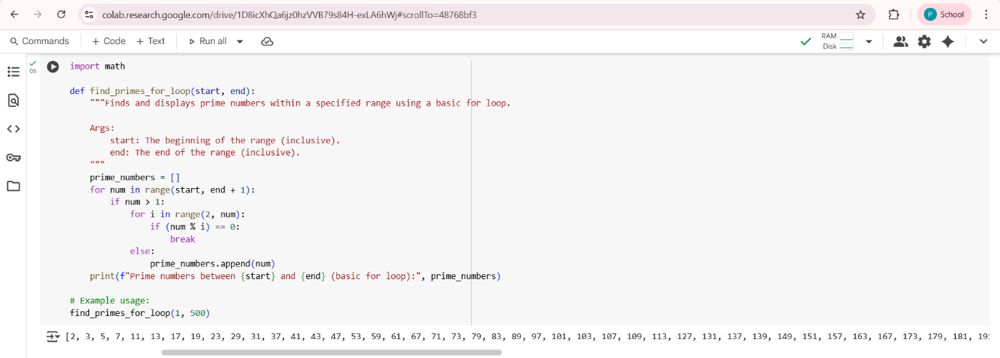 colab.research.google.com/drive/1D8icXhQa6jz0hzVVB79s84H-exLA6hWj#scrollTo=48768bf3
P School
Commands + Code + Text Run all
RAM
Disk
0s
import math
def find_primes_for_loop(start, end):
"""Finds and displays prime numbers within a specified range using a basic for loop.
Args:
start: The beginning of the range (inclusive).
end: The end of the range (inclusive).
"""
prime_numbers = []
for num in range(start, end + 1):
if num > 1:
for i in range(2, num):
if (num % i) == 0:
break
else:
prime_numbers.append(num)
print(f"Prime numbers between {start} and {end} (basic for loop):", prime_numbers)
# Example usage:
find_primes_for_loop(1, 500)
[2, 3, 5, 7, 11, 13, 17, 19, 23, 29, 31, 37, 41, 43, 47, 53, 59, 61, 67, 71, 73, 79, 83, 89, 97, 101, 103, 107, 109, 113, 127, 131, 137, 139, 149, 151, 157, 163, 167, 173, 179, 181, 19